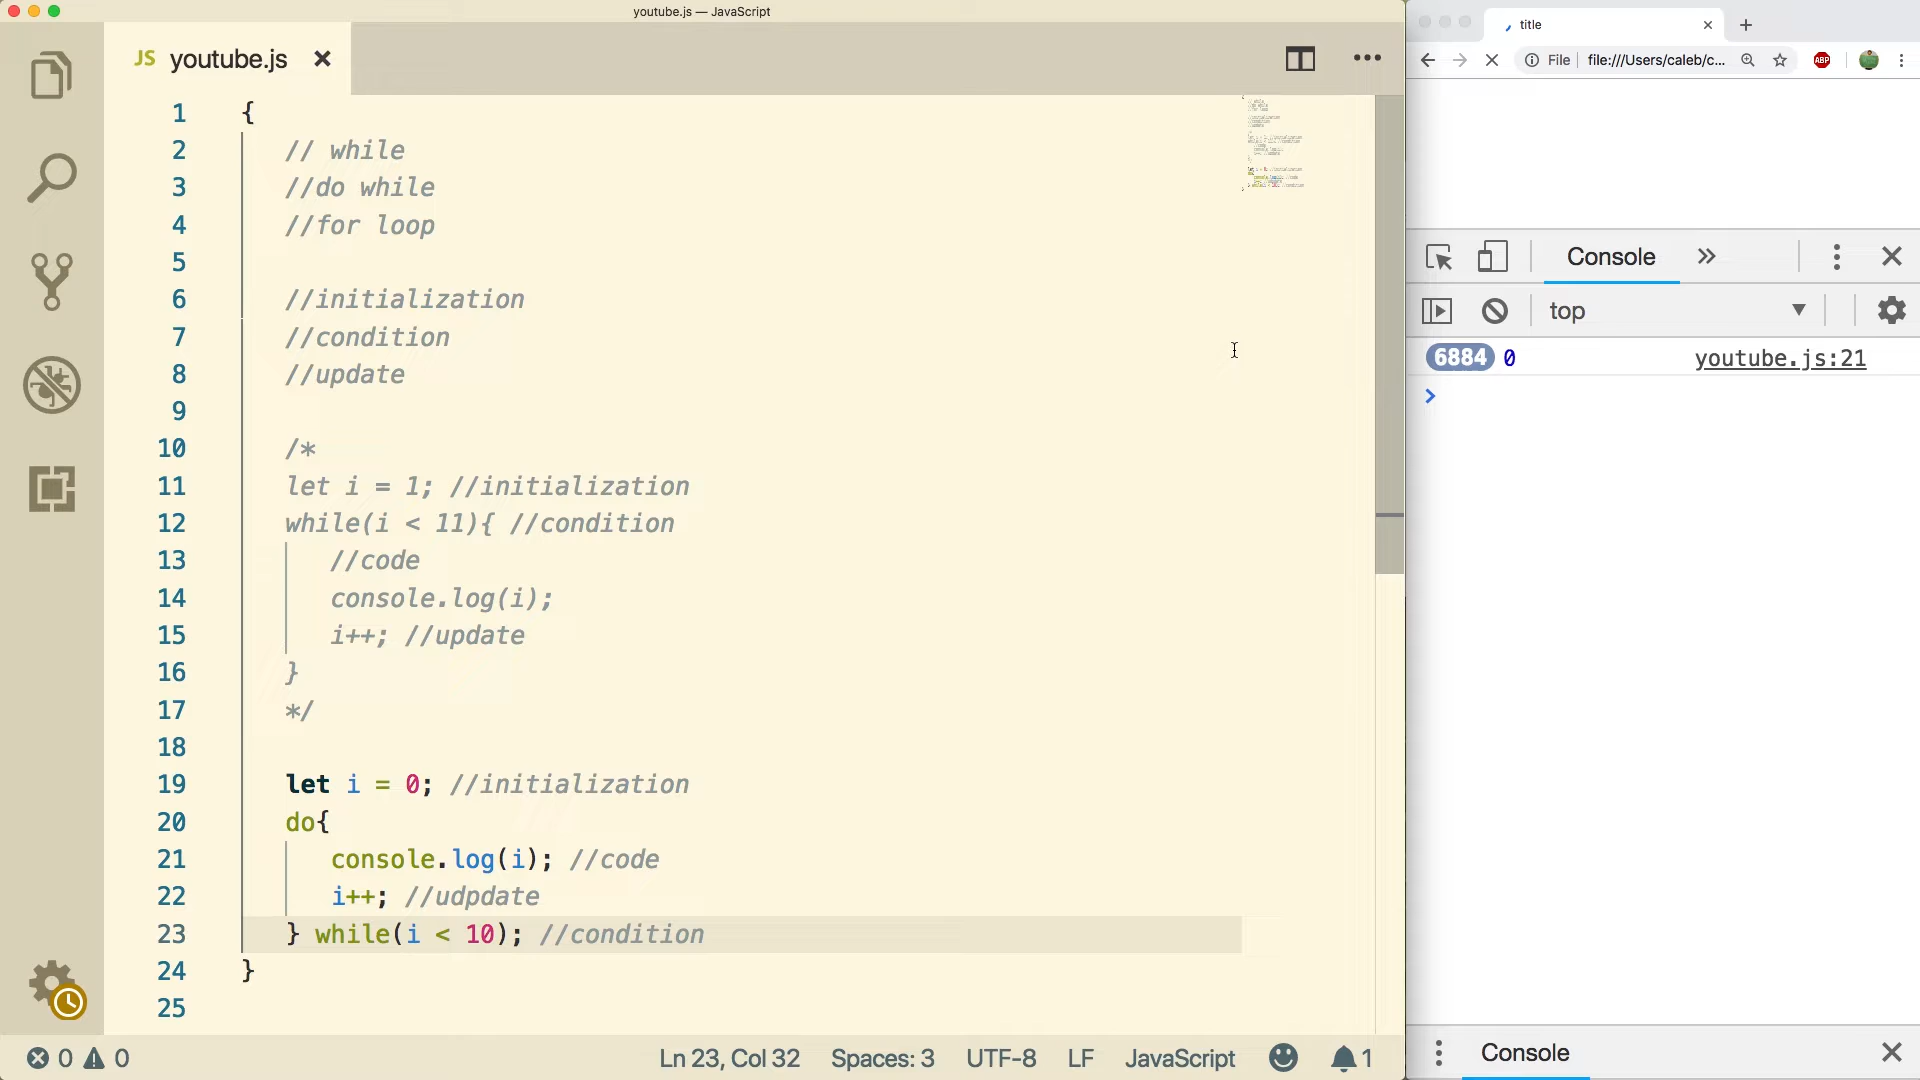 youtube.js — JavaScript
JS youtube.js
1 {
2 // while
3 //do while
4 //for loop
5
6 //initialization
7 //condition
8 //update
9
10 /*
11 let i = 1; //initialization
12 while(i < 11){ //condition
13 //code
14 console.log(i);
15 i++; //update
16 }
17 */
18
19 let i = 0; //initialization
20 do{
21 console.log(i); //code
22 i++; //udpdate
23 } while(i < 10); //condition
24 }
25
0 0 Ln 23, Col 32 Spaces: 3 UTF-8 LF JavaScript 1
title
File file:///Users/caleb/c...
ABP
Console
top
6884 0 youtube.js:21
Console